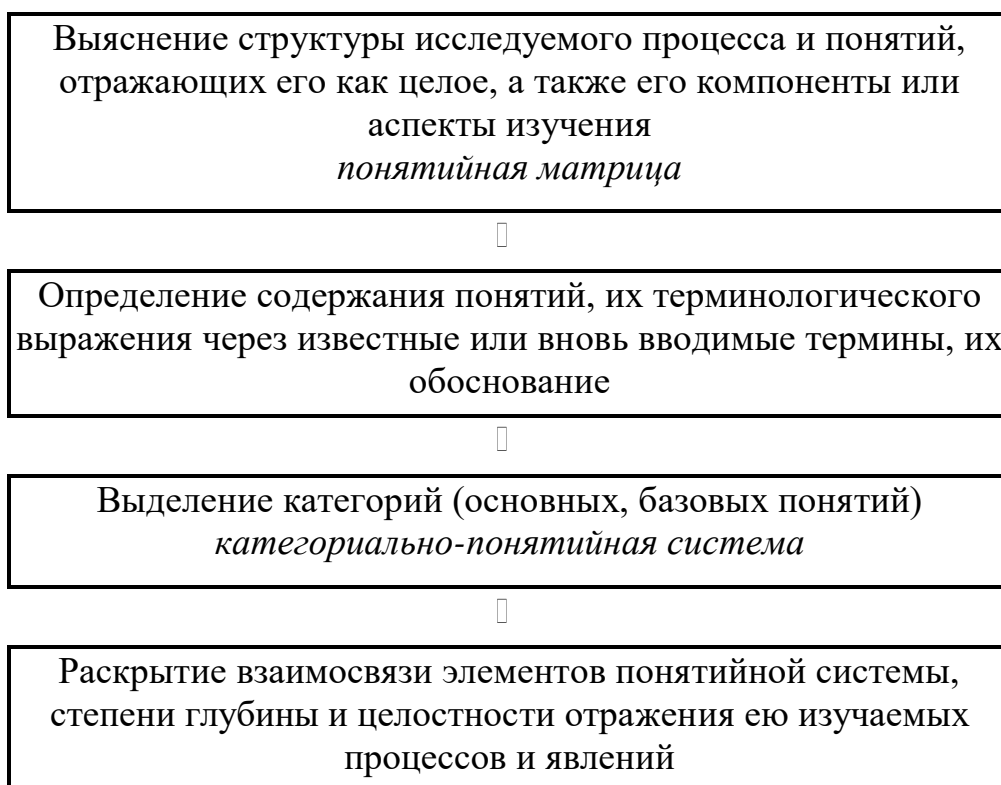 Выяснение структуры исследуемого процесса и понятий,
отражающих его как целое, а также его компоненты или
аспекты изучения
понятийная матрица
Определение содержания понятий, их терминологического
выражения через известные или вновь вводимые термины, их
обоснование
Выделение категорий (основных, базовых понятий)
категориально-понятийная система
Раскрытие взаимосвязи элементов понятийной системы,
степени глубины и целостности отражения ею изучаемых
процессов и явлений